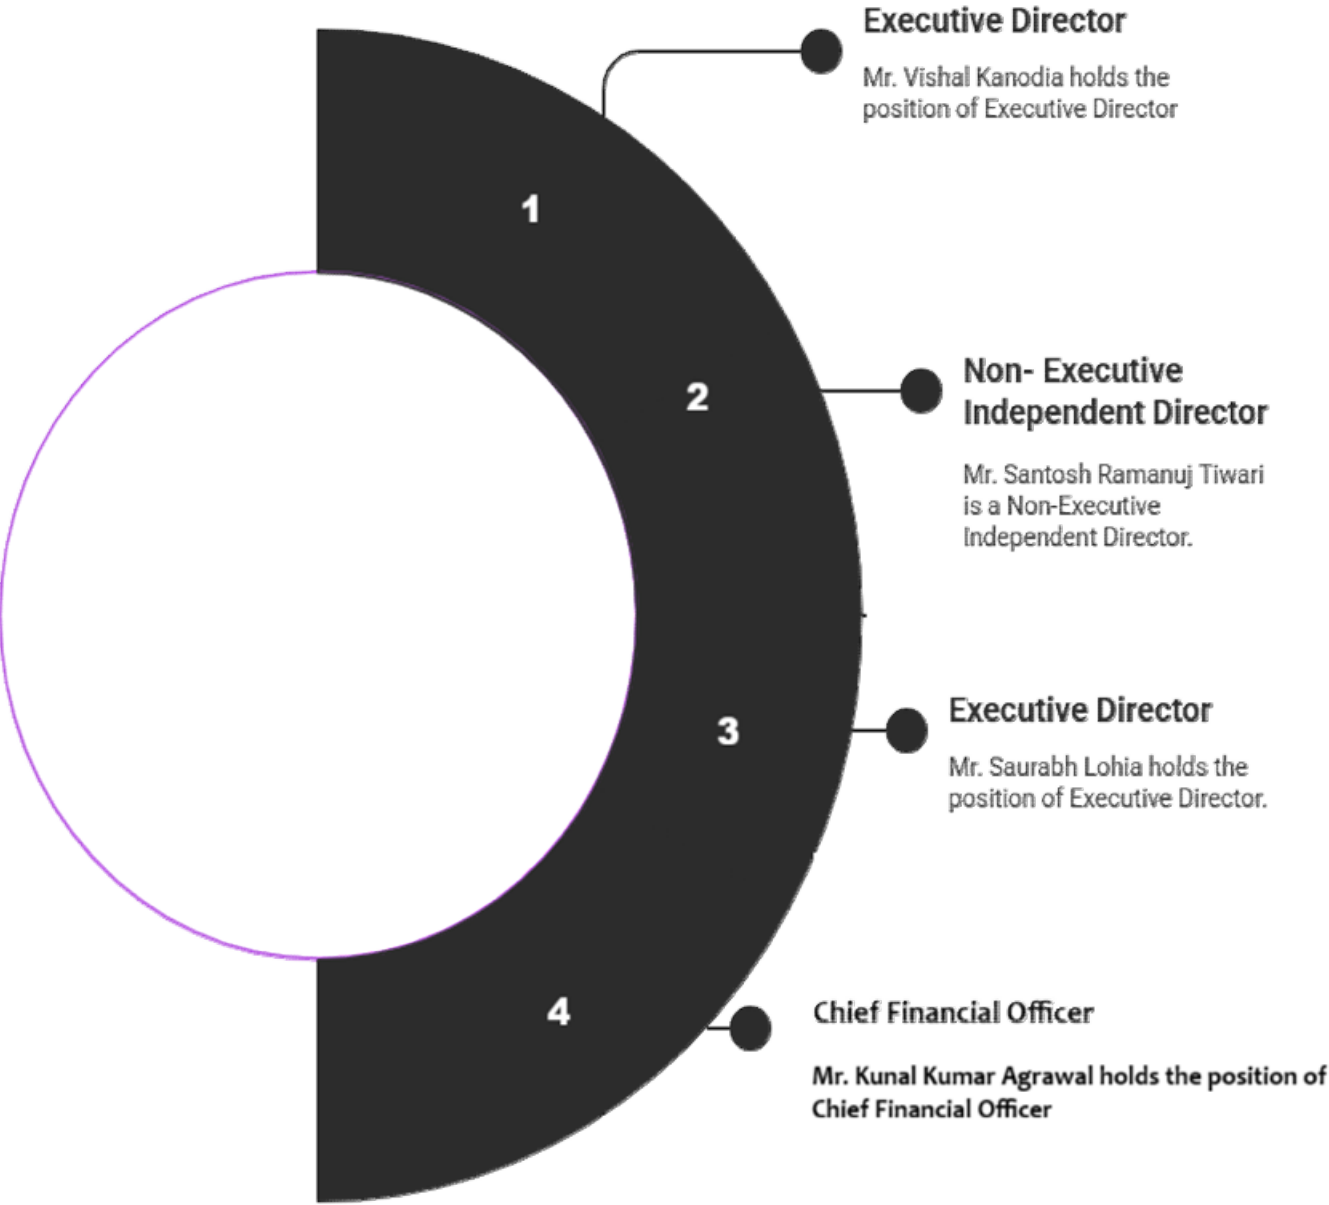 Executive Director
Mr. Vishal Kanodia holds the
position of Executive Director
1
2
Non- Executive
Independent Director
Mr. Santosh Ramanuj Tiwari
is a Non-Executive
Independent Director.
3
Executive Director
Mr. Saurabh Lohia holds the
position of Executive Director.
4
Chief Financial Officer
Mr. Kunal Kumar Agrawal holds the position of
Chief Financial Officer